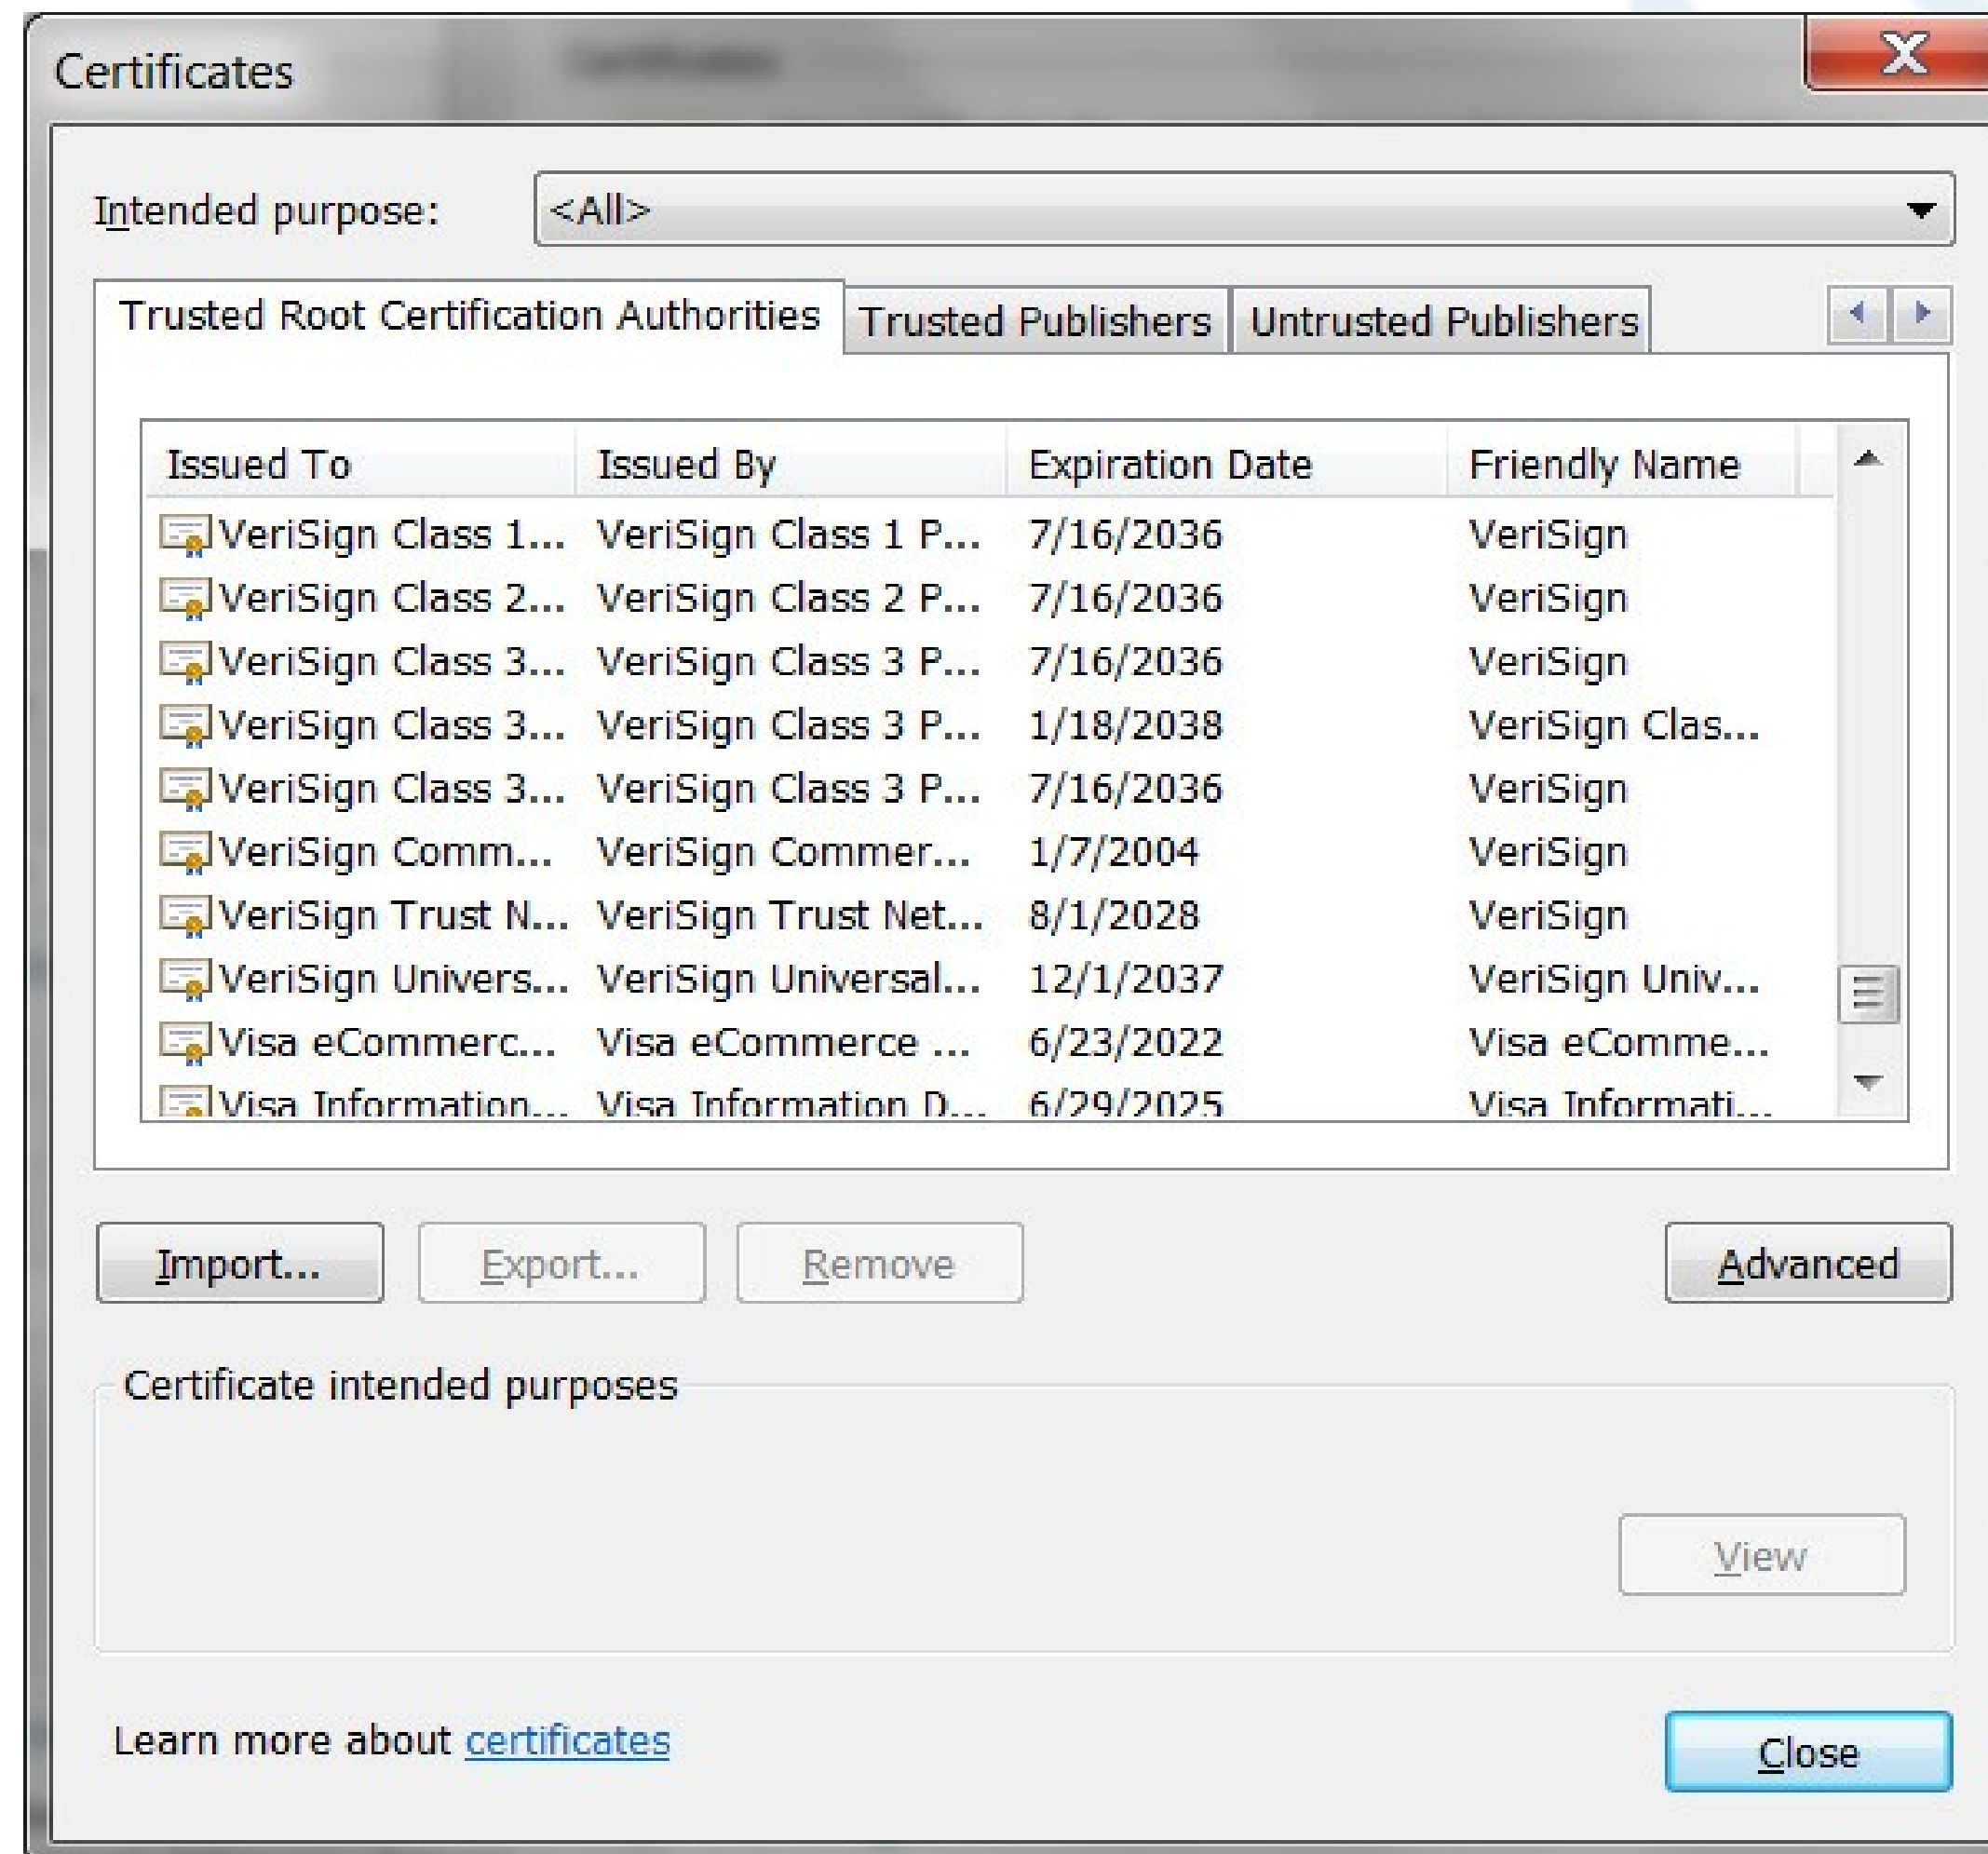 Certificates
Intended purpose: <All>
Trusted Root Certification Authorities Trusted Publishers Untrusted Publishers
Issued To Issued By Expiration Date Friendly Name
VeriSign Class 1... VeriSign Class 1 P... 7/16/2036 VeriSign
VeriSign Class 2... VeriSign Class 2 P... 7/16/2036 VeriSign
VeriSign Class 3... VeriSign Class 3 P... 7/16/2036 VeriSign
VeriSign Class 3... VeriSign Class 3 P... 1/18/2038 VeriSign Clas...
VeriSign Class 3... VeriSign Class 3 P... 7/16/2036 VeriSign
VeriSign Comm... VeriSign Commer... 1/7/2004 VeriSign
VeriSign Trust N... VeriSign Trust Net... 8/1/2028 VeriSign
VeriSign Univers... VeriSign Universal... 12/1/2037 VeriSign Univ...
Visa eCommerc... Visa eCommerce ... 6/23/2022 Visa eComme...
Visa Information... Visa Information D... 6/29/2025 Visa Informati...
Import... Export... Remove Advanced
Certificate intended purposes
View
Learn more about certificates
Close